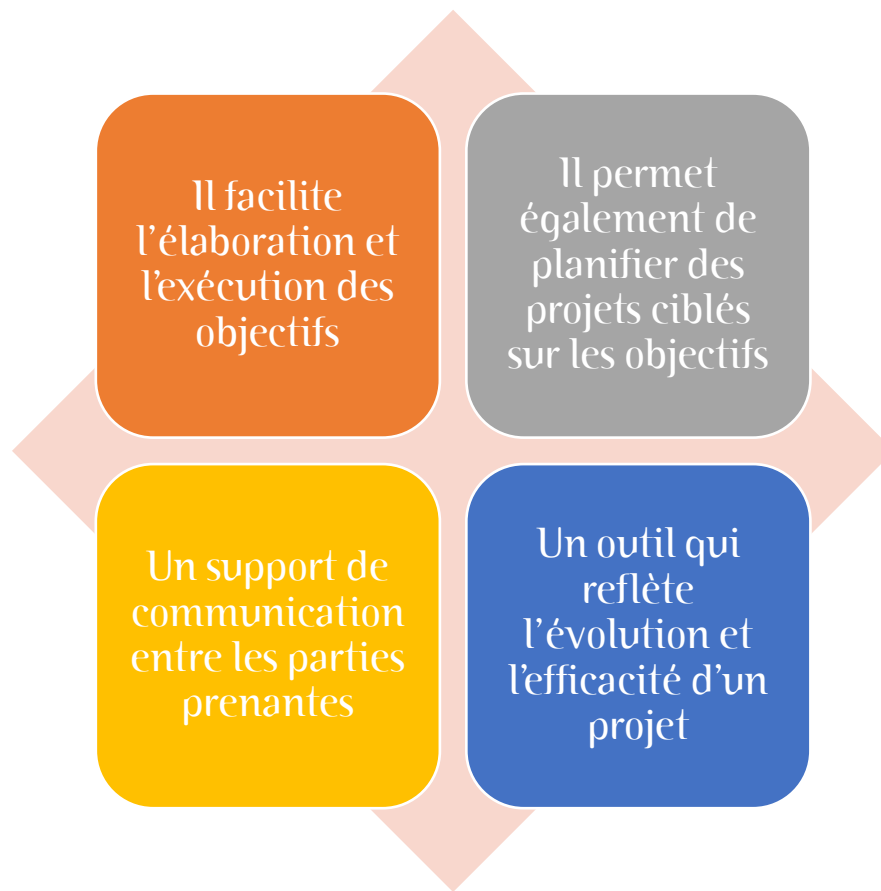 Il facilite
l'élaboration et
l'exécution des
objectifs
Il permet
également de
planifier des
projets ciblés
sur les objectifs
Un support de
communication
entre les parties
prenantes
Un outil qui
reflète
l'évolution et
l'efficacité d'un
projet